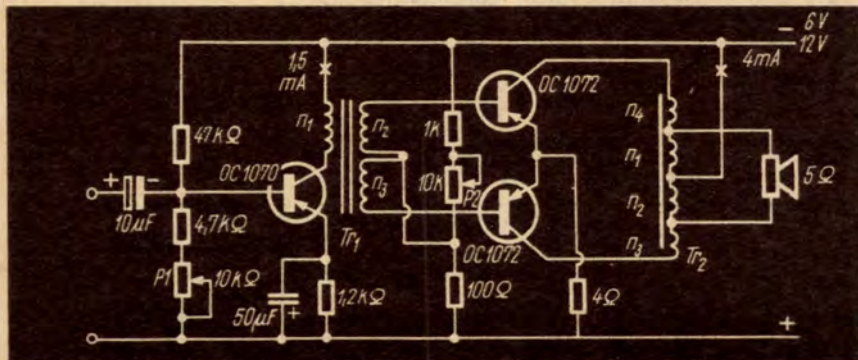 − 6V
12V
1,5
mA
4mA
OC1072
n₁
n₂
n₃
1K
10K
P2
47kΩ
OC1070
+ −
10μF
4,7kΩ
P1
10kΩ
50μF
+
1,2kΩ
Tr₁
OC1072
100Ω
4Ω
n₄
n₁
n₂
n₃
Tr₂
5Ω
+